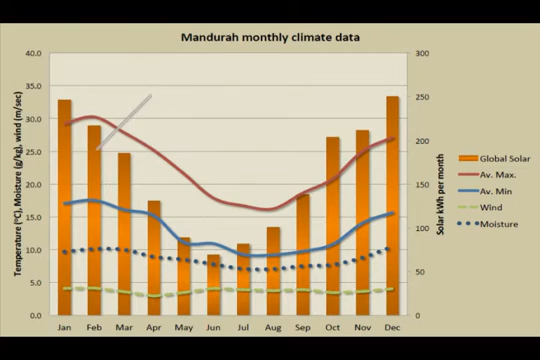 Mandurah monthly climate data
Temperature (°C), Moisture (g/kg), wind (m/sec)
40.0
35.0
30.0
25.0
20.0
15.0
10.0
5.0
0.0
300
250
200
150
100
50
0
Solar kWh per month
Jan Feb Mar Apr May Jun Jul Aug Sep Oct Nov Dec
Global Solar
Av. Max.
Av. Min
Wind
Moisture